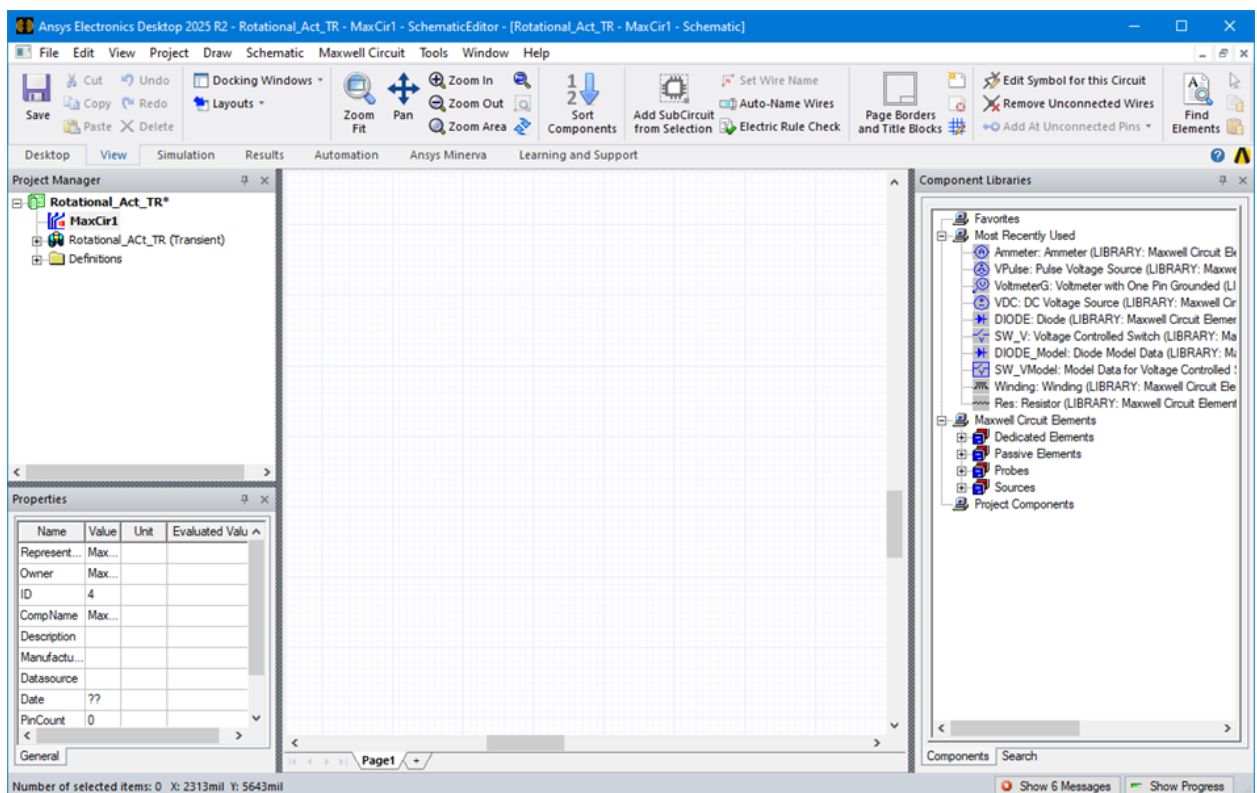 Ansys Electronics Desktop 2025 R2 - Rotational_Act_TR - MaxCir1 - SchematicEditor - [Rotational_Act_TR - MaxCir1 - Schematic]
File Edit View Project Draw Schematic Maxwell Circuit Tools Window Help
Save
Cut Undo
Copy Redo
Paste Delete
Docking Windows
Layouts
Zoom Fit
Pan
Zoom In
Zoom Out
Zoom Area
Sort Components
Add SubCircuit from Selection
Set Wire Name
Auto-Name Wires
Electric Rule Check
Page Borders and Title Blocks
Edit Symbol for this Circuit
Remove Unconnected Wires
Add At Unconnected Pins
Find Elements
Desktop View Simulation Results Automation Ansys Minerva Learning and Support
Project Manager
Rotational_Act_TR*
MaxCir1
Rotational_ACt_TR (Transient)
Definitions
Properties
Name Value Unit Evaluated Valu
Represent... Max...
Owner Max...
ID 4
CompName Max...
Description
Manufactu...
Datasource
Date ??
PinCount 0
General
Page1 +
Component Libraries
Favorites
Most Recently Used
Ammeter: Ammeter (LIBRARY: Maxwell Circuit Ele
VPulse: Pulse Voltage Source (LIBRARY: Maxwe
VoltmeterG: Voltmeter with One Pin Grounded (LI
VDC: DC Voltage Source (LIBRARY: Maxwell Cir
DIODE: Diode (LIBRARY: Maxwell Circuit Elemer
SW_V: Voltage Controlled Switch (LIBRARY: Ma
DIODE_Model: Diode Model Data (LIBRARY: Ma
SW_VModel: Model Data for Voltage Controlled
Winding: Winding (LIBRARY: Maxwell Circuit Ele
Res: Resistor (LIBRARY: Maxwell Circuit Element
Maxwell Circuit Elements
Dedicated Elements
Passive Elements
Probes
Sources
Project Components
Components Search
Number of selected items: 0 X: 2313mil Y: 5643mil
Show 6 Messages Show Progress